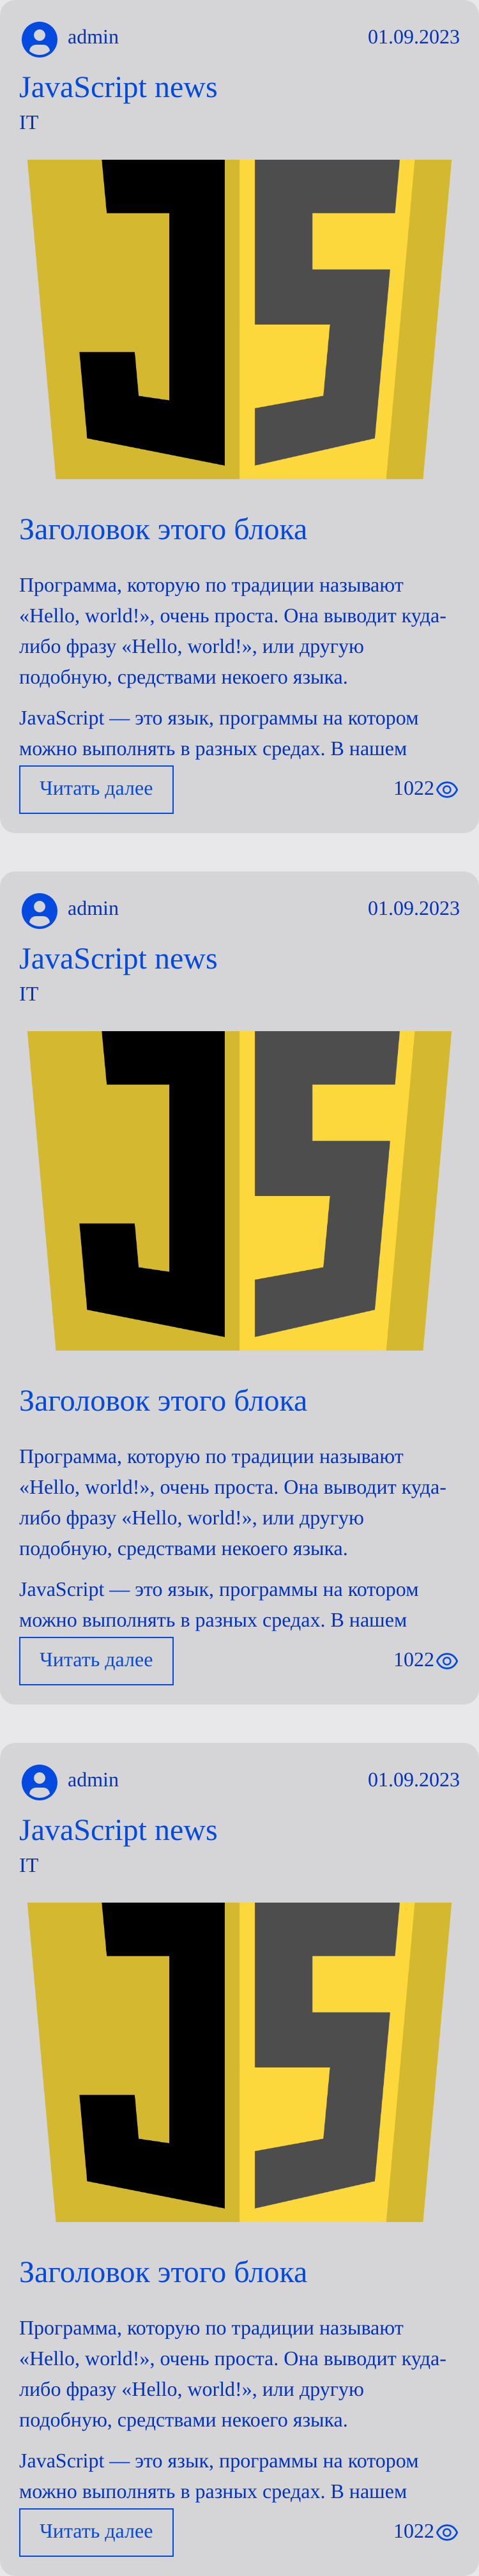 admin 01.09.2023
JavaScript news
IT
JS
Заголовок этого блока
Программа, которую по традиции называют
«Hello, world!», очень проста. Она выводит куда-
либо фразу «Hello, world!», или другую
подобную, средствами некоего языка.
JavaScript — это язык, программы на котором
можно выполнять в разных средах. В нашем
Читать далее 1022
admin 01.09.2023
JavaScript news
IT
JS
Заголовок этого блока
Программа, которую по традиции называют
«Hello, world!», очень проста. Она выводит куда-
либо фразу «Hello, world!», или другую
подобную, средствами некоего языка.
JavaScript — это язык, программы на котором
можно выполнять в разных средах. В нашем
Читать далее 1022
admin 01.09.2023
JavaScript news
IT
JS
Заголовок этого блока
Программа, которую по традиции называют
«Hello, world!», очень проста. Она выводит куда-
либо фразу «Hello, world!», или другую
подобную, средствами некоего языка.
JavaScript — это язык, программы на котором
можно выполнять в разных средах. В нашем
Читать далее 1022